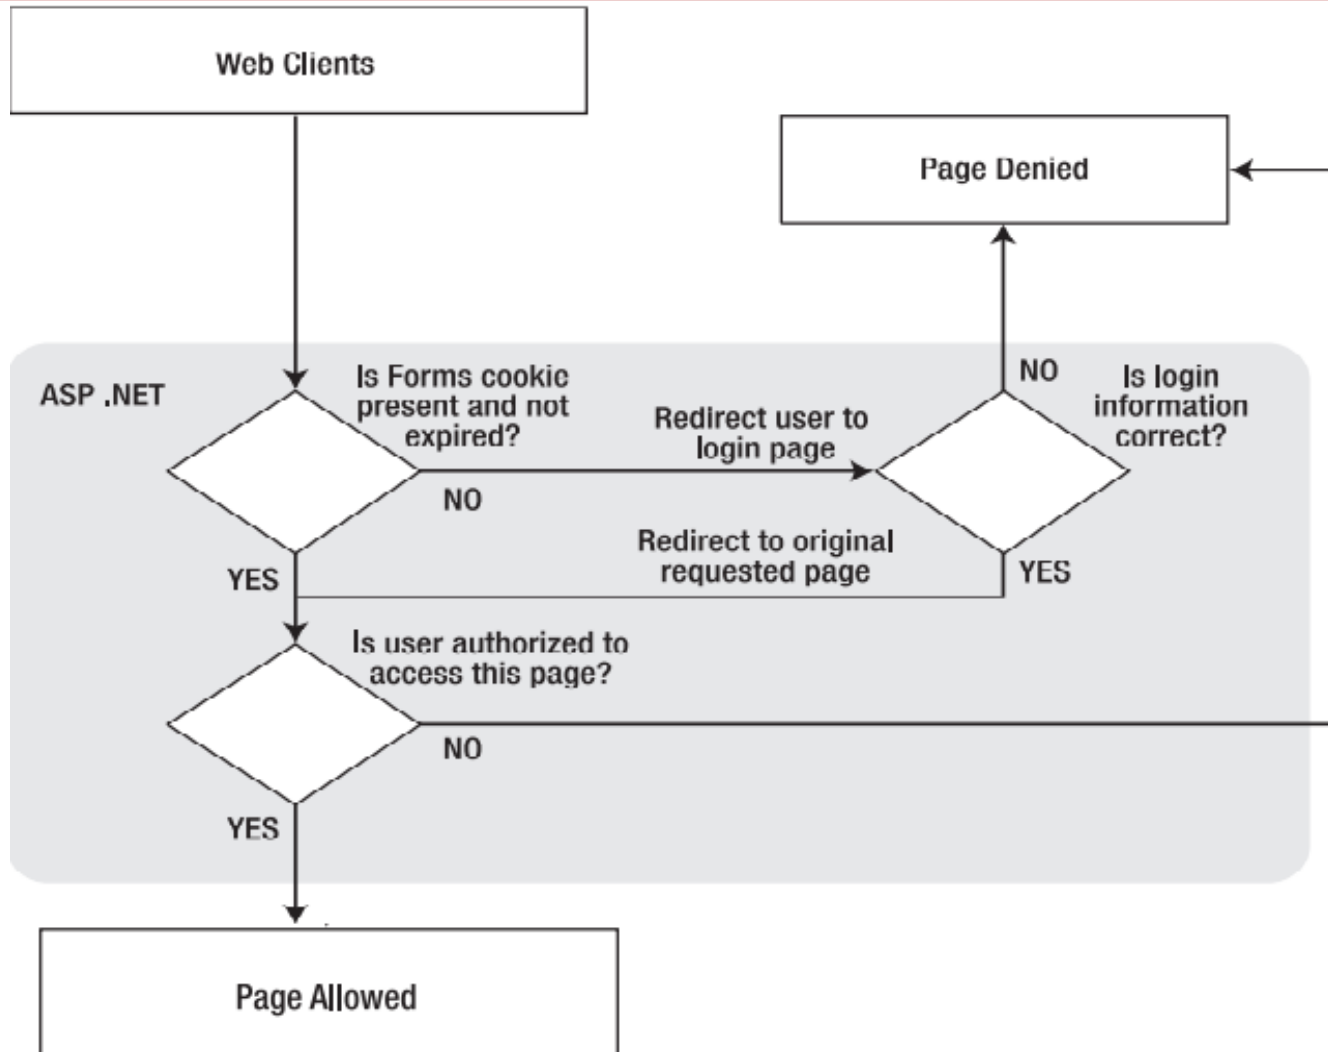 Web Clients
Page Denied
ASP .NET
Is Forms cookie
present and not
expired?
NO
Redirect user to
login page
NO
Is login
information
correct?
YES
Redirect to original
requested page
YES
Is user authorized to
access this page?
NO
YES
Page Allowed